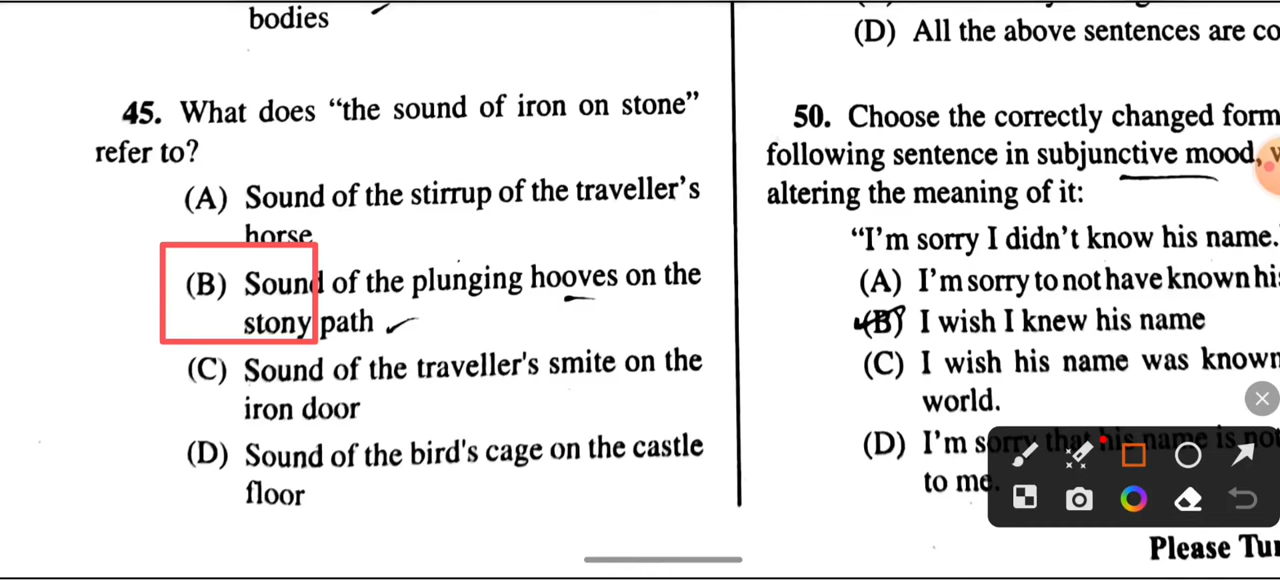 bodies
45. What does “the sound of iron on stone”
refer to?
(A) Sound of the stirrup of the traveller’s
horse
(B) Sound of the plunging hooves on the
stony path
(C) Sound of the traveller's smite on the
iron door
(D) Sound of the bird's cage on the castle
floor
(D) All the above sentences are co
50. Choose the correctly changed form
following sentence in subjunctive mood,
altering the meaning of it:
“I’m sorry I didn’t know his name.
(A) I’m sorry to not have known hi
(B) I wish I knew his name
(C) I wish his name was known
world.
(D) I’m sorry that his name is no
to me.
Please Tu